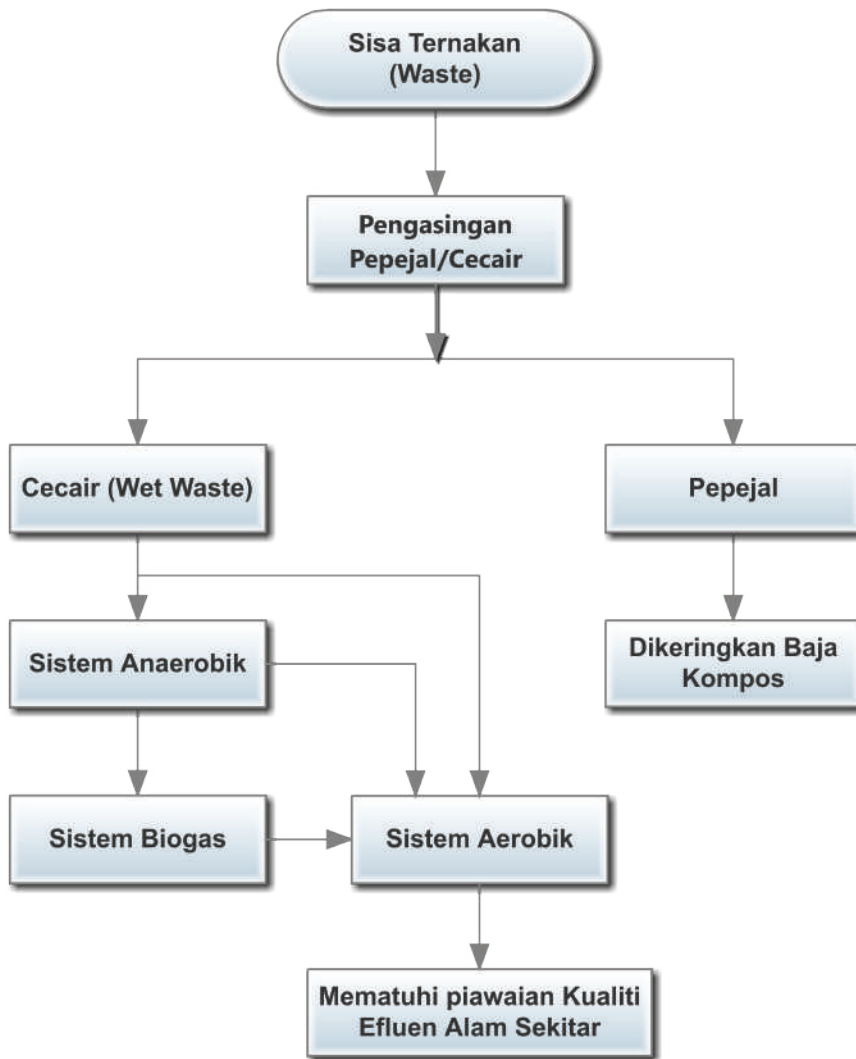 Sisa Ternakan
(Waste)
Pengasingan
Pepejal/Cecair
Cecair (Wet Waste)
Pepejal
Sistem Anaerobik
Dikeringkan Baja
Kompos
Sistem Biogas
Sistem Aerobik
Mematuhi piawaian Kualiti
Efluen Alam Sekitar